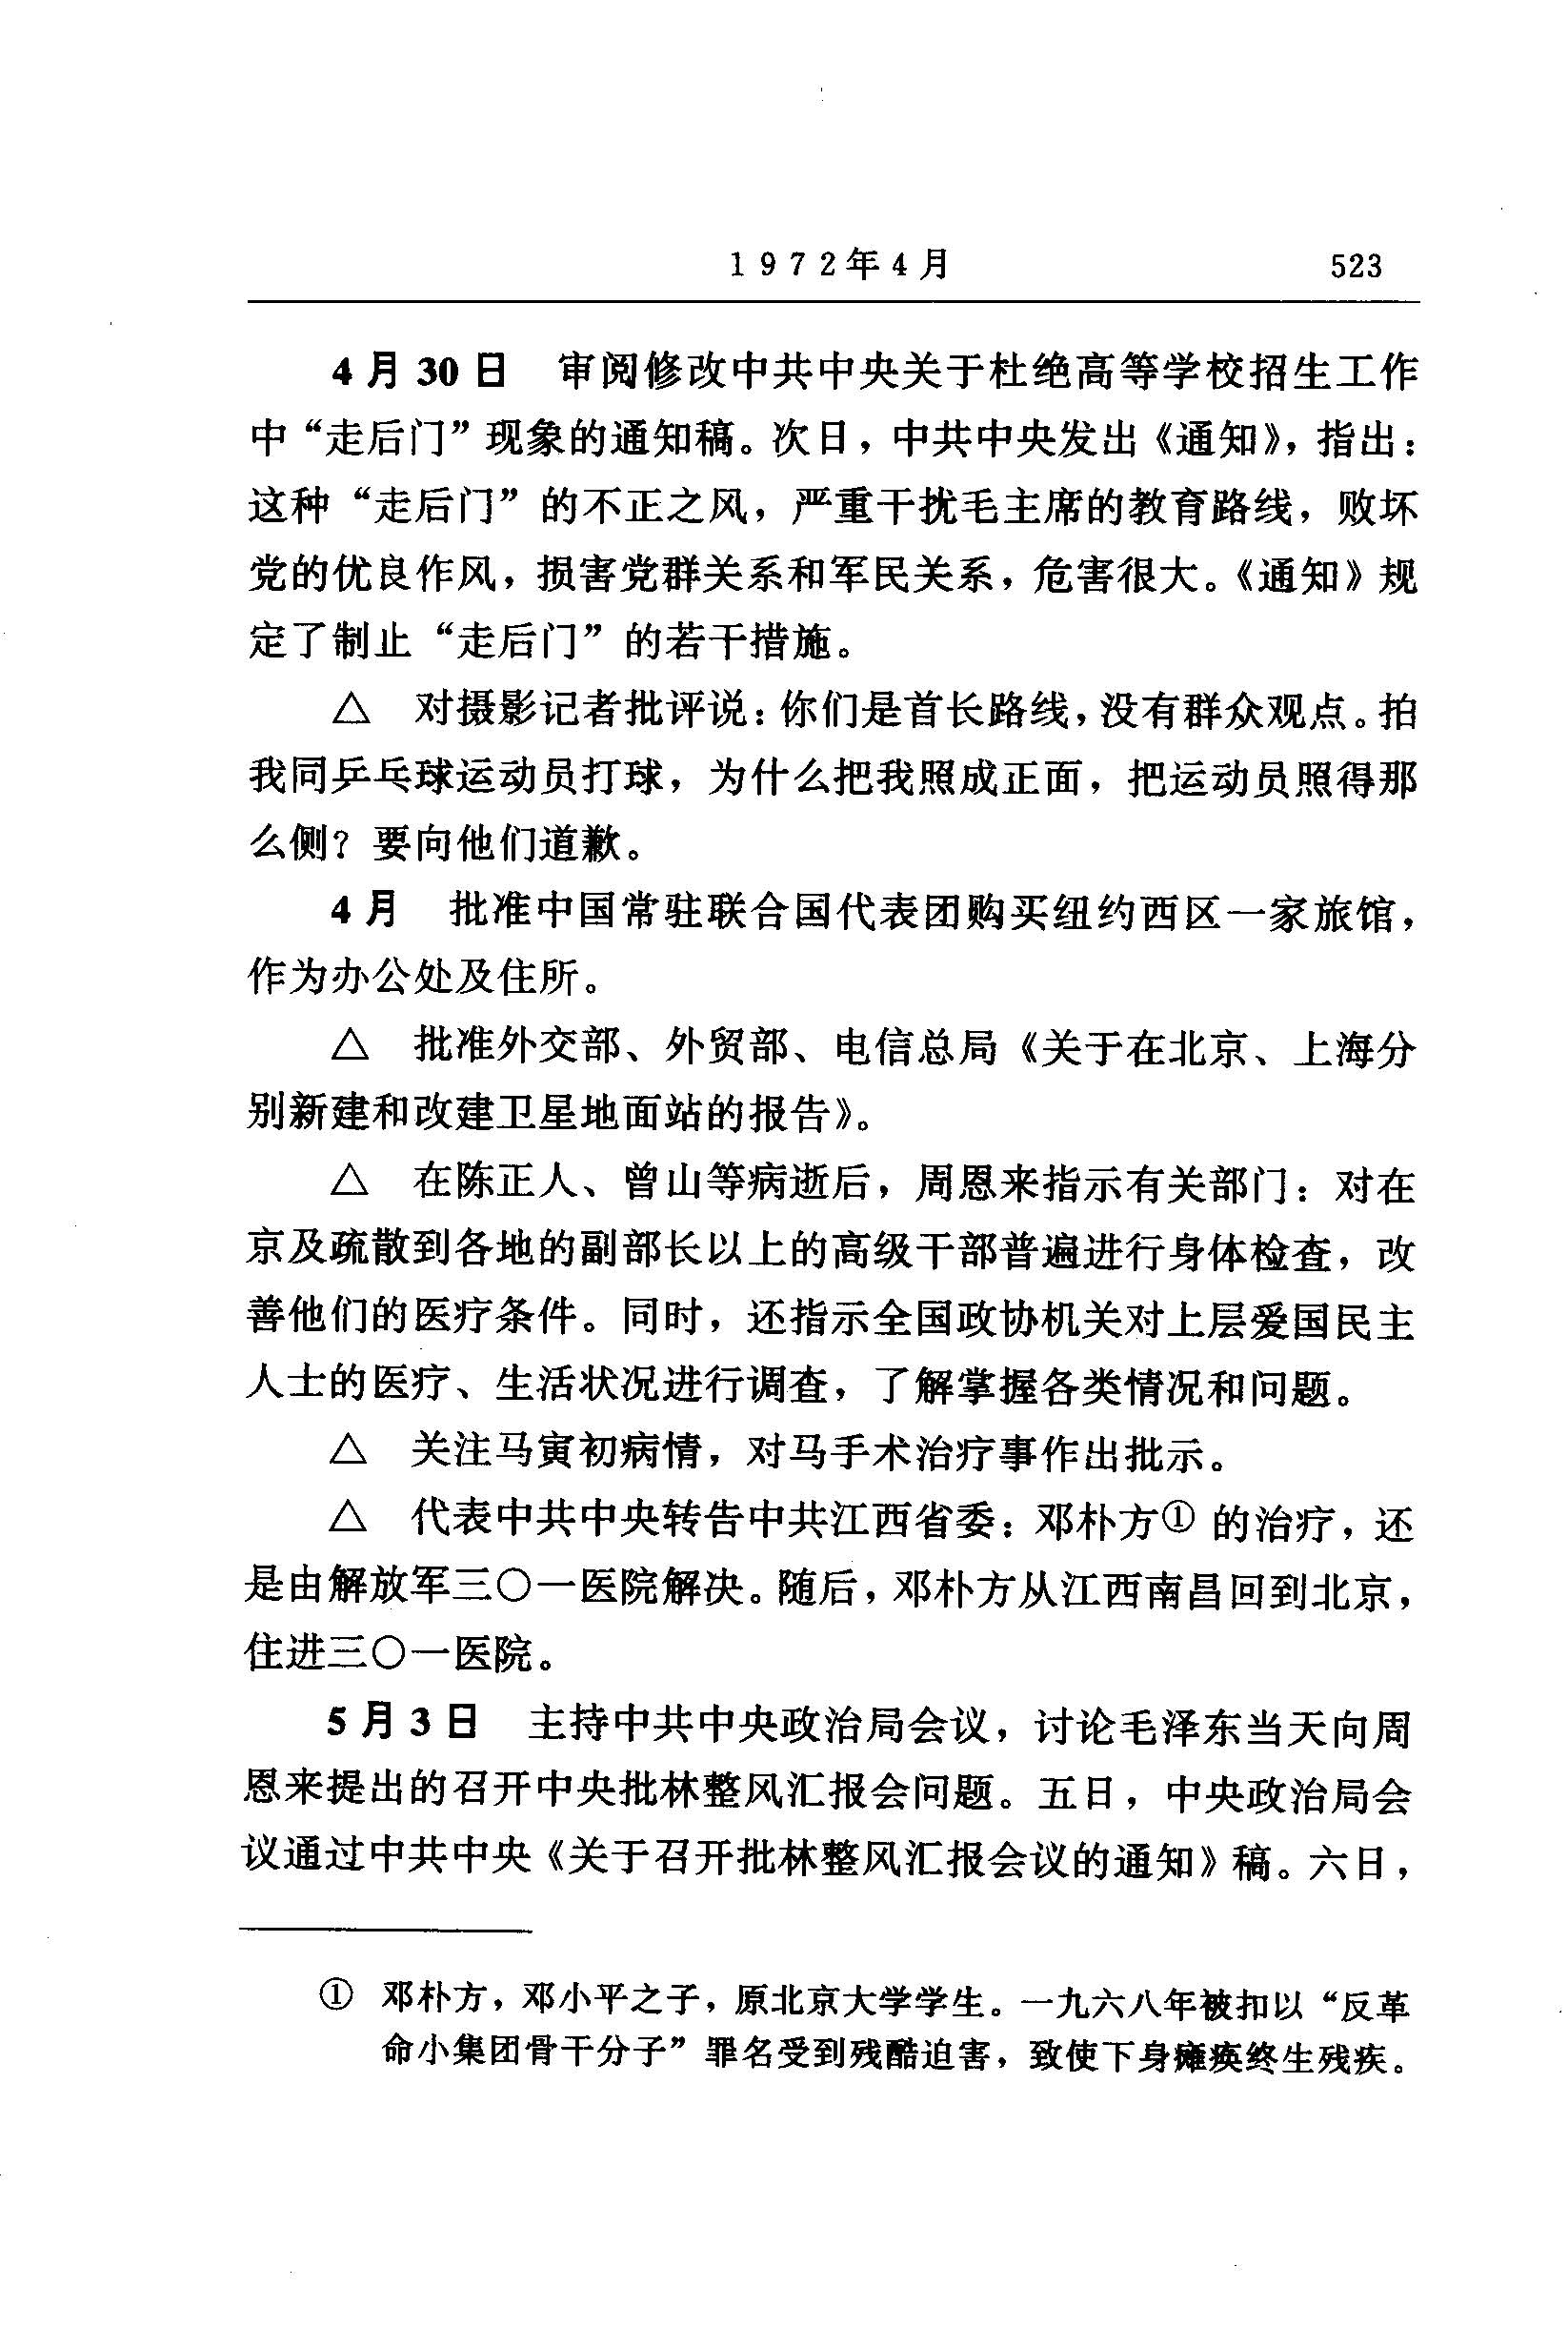 1972年4月 523
4月30日 审阅修改中共中央关于杜绝高等学校招生工作
中“走后门”现象的通知稿。次日，中共中央发出《通知》，指出：
这种“走后门”的不正之风，严重干扰毛主席的教育路线，败坏
党的优良作风，损害党群关系和军民关系，危害很大。《通知》规
定了制止“走后门”的若干措施。
△ 对摄影记者批评说：你们是首长路线，没有群众观点。拍
我同乒乓球运动员打球，为什么把我照成正面，把运动员照得那
么侧？要向他们道歉。
4月 批准中国常驻联合国代表团购买纽约西区一家旅馆，
作为办公处及住所。
△ 批准外交部、外贸部、电信总局《关于在北京、上海分
别新建和改建卫星地面站的报告》。
△ 在陈正人、曾山等病逝后，周恩来指示有关部门：对在
京及疏散到各地的副部长以上的高级干部普遍进行身体检查，改
善他们的医疗条件。同时，还指示全国政协机关对上层爱国民主
人士的医疗、生活状况进行调查，了解掌握各类情况和问题。
△ 关注马寅初病情，对马手术治疗事作出批示。
△ 代表中共中央转告中共江西省委：邓朴方① 的治疗，还
是由解放军三〇一医院解决。随后，邓朴方从江西南昌回到北京，
住进三〇一医院。
5月3日 主持中共中央政治局会议，讨论毛泽东当天向周
恩来提出的召开中央批林整风汇报会问题。五日，中央政治局会
议通过中共中央《关于召开批林整风汇报会议的通知》稿。六日，
① 邓朴方，邓小平之子，原北京大学学生。一九六八年被扣以“反革
命小集团骨干分子”罪名受到残酷迫害，致使下身瘫痪终生残疾。